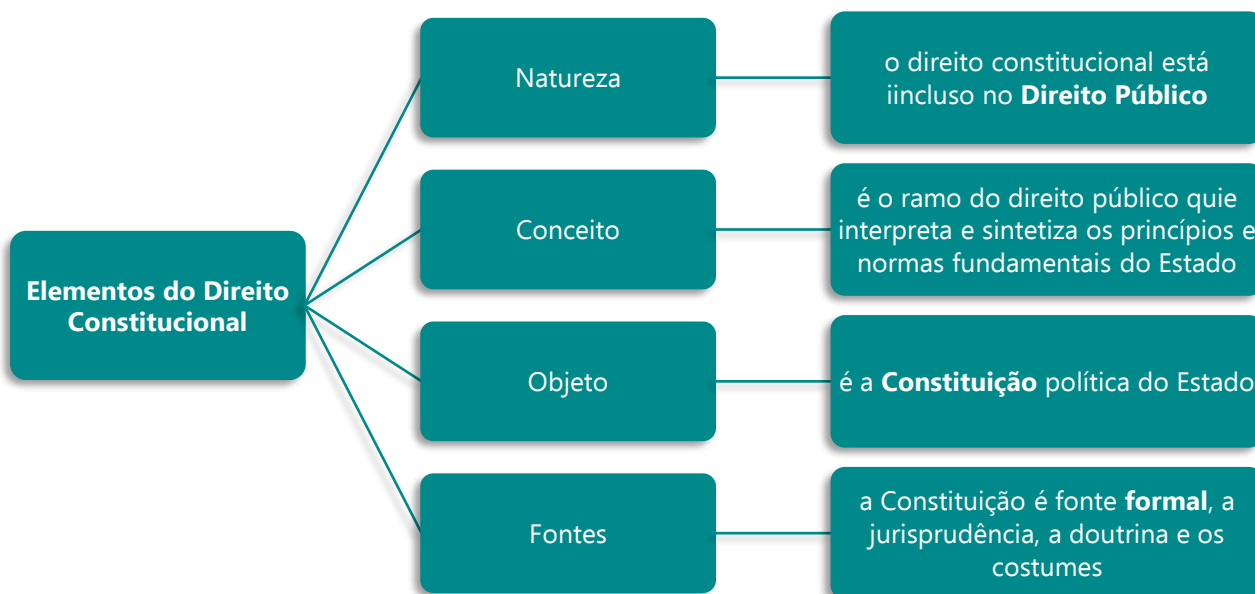 Elementos do Direito
Constitucional
Natureza
o direito constitucional está
iincluso no Direito Público
Conceito
é o ramo do direito público quie
interpreta e sintetiza os princípios e
normas fundamentais do Estado
Objeto
é a Constituição política do Estado
Fontes
a Constituição é fonte formal, a
jurisprudência, a doutrina e os
costumes